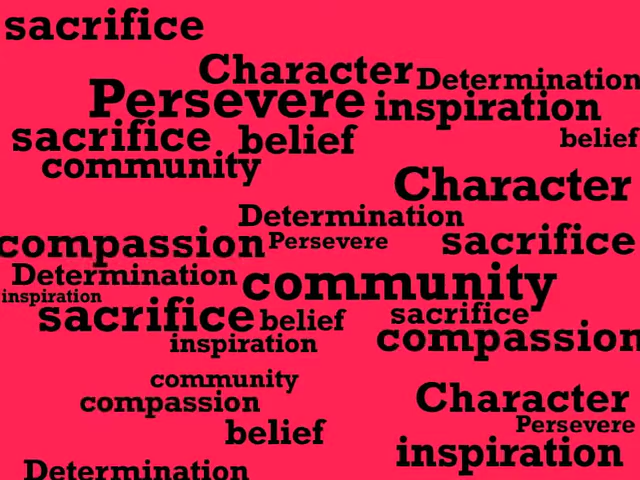 sacrifice
Character Determination
Persevere inspiration
sacrifice belief belief
community
Character
Determination
compassion Persevere sacrifice
Determination community
inspiration
sacrifice belief sacrifice
inspiration compassion
community
compassion Character
Persevere
belief
inspiration
Determination